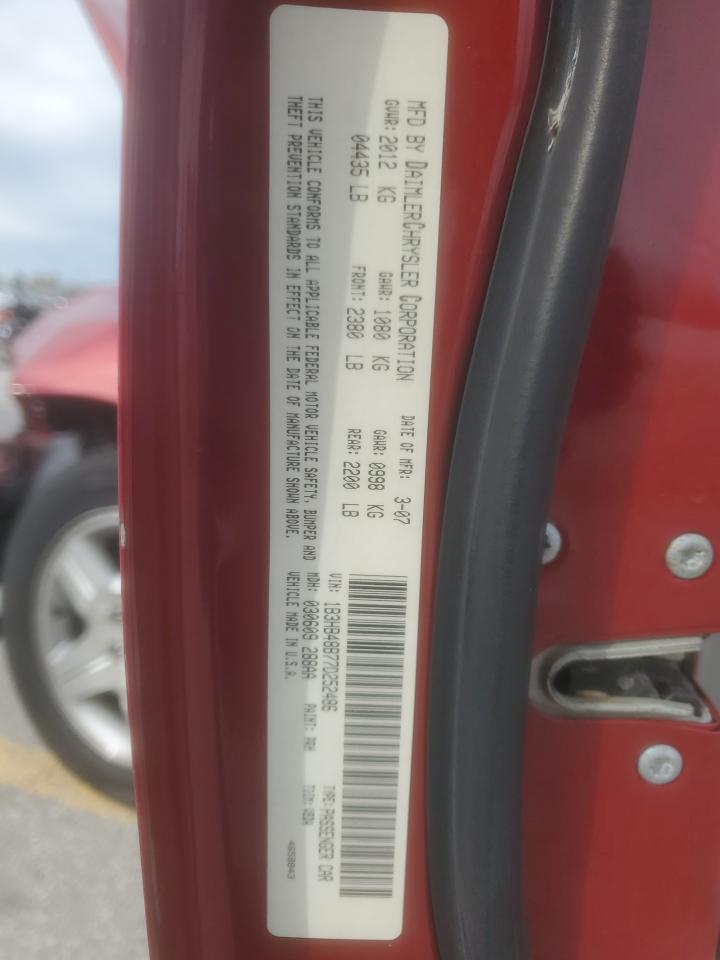 MFD BY DAIMLERCHRYSLER CORPORATION DATE OF MFR: 3-07
GVWR: 2012 KG GAWR: 1080 KG GAWR: 0998 KG
04435 LB FRONT: 2380 LB REAR: 2200 LB
THIS VEHICLE CONFORMS TO ALL APPLICABLE FEDERAL MOTOR VEHICLE SAFETY, BUMPER AND
THEFT PREVENTION STANDARDS IN EFFECT ON THE DATE OF MANUFACTURE SHOWN ABOVE.
VIN: 1B3HB48B77D252486 TYPE: PASSENGER CAR
MDH: 030609 288AA PAINT: PRH TRIM:
VEHICLE MADE IN U.S.A. 4658843